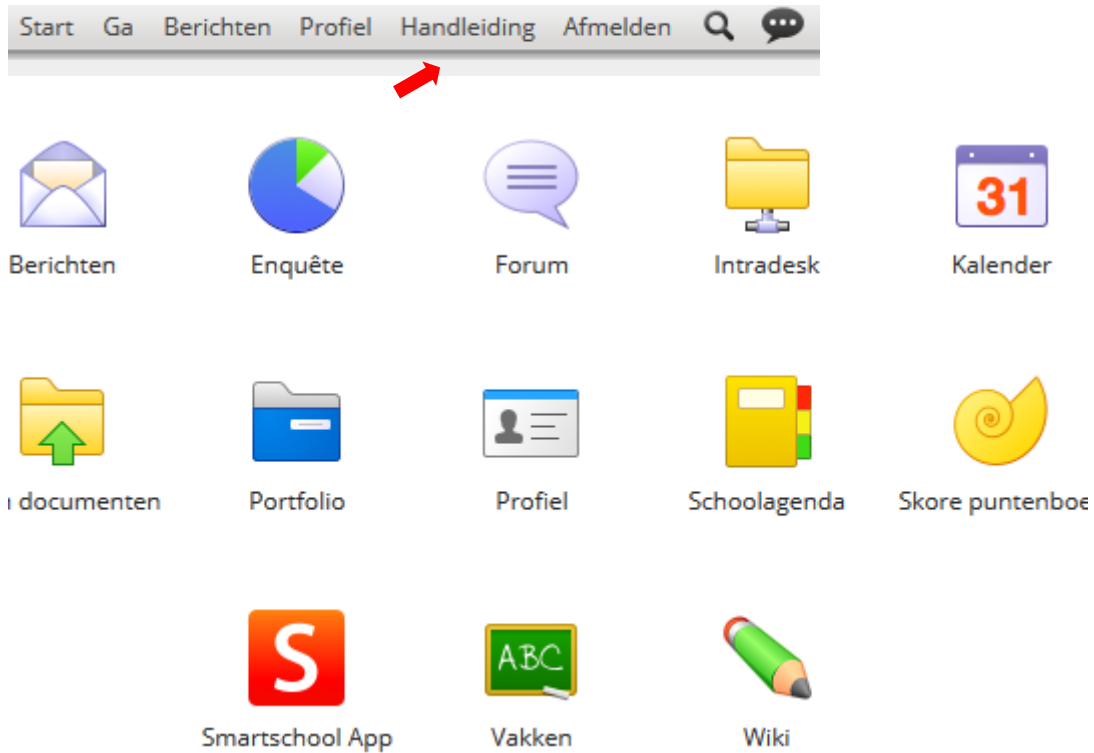 Start Ga Berichten Profiel Handleiding Afmelden
31
Berichten Enquête Forum Intradesk Kalender
documenten Portfolio Profiel Schoolagenda Skore puntenboe
S
ABC
Smartschool App Vakken Wiki